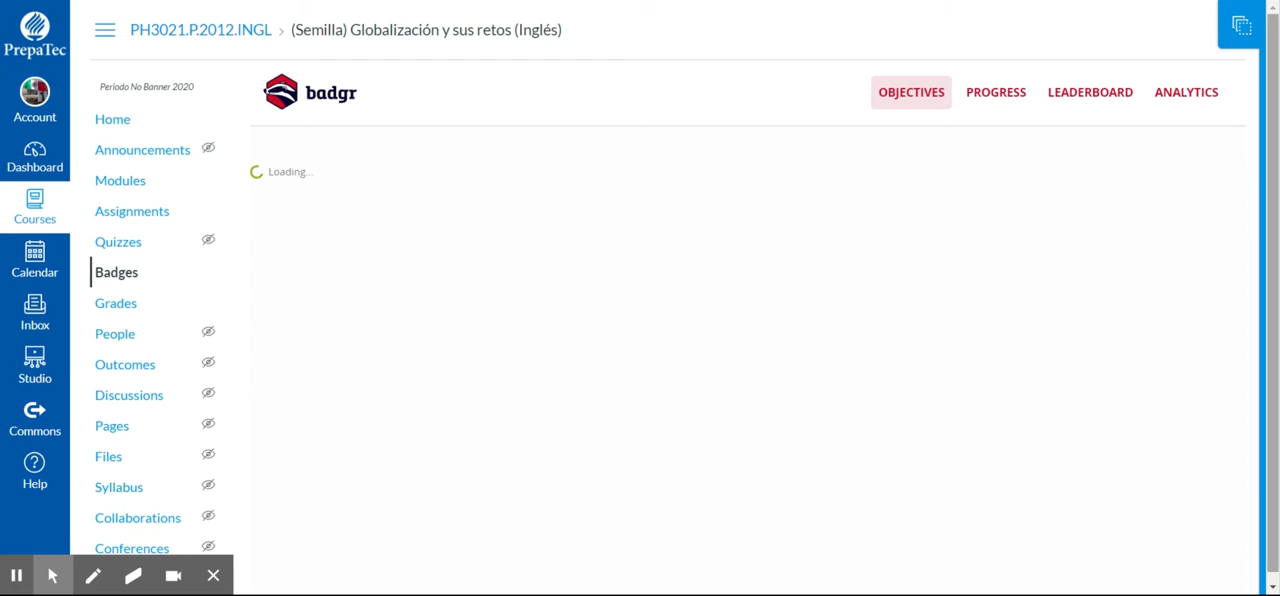 PrepaTec
Account
Dashboard
Courses
Calendar
Inbox
Studio
Commons
Help
PH3021.P.2012.INGL > (Semilla) Globalización y sus retos (Inglés)
Periodo No Banner 2020
Home
Announcements
Modules
Assignments
Quizzes
Badges
Grades
People
Outcomes
Discussions
Pages
Files
Syllabus
Collaborations
Conferences
badgr
OBJECTIVES PROGRESS LEADERBOARD ANALYTICS
Loading...